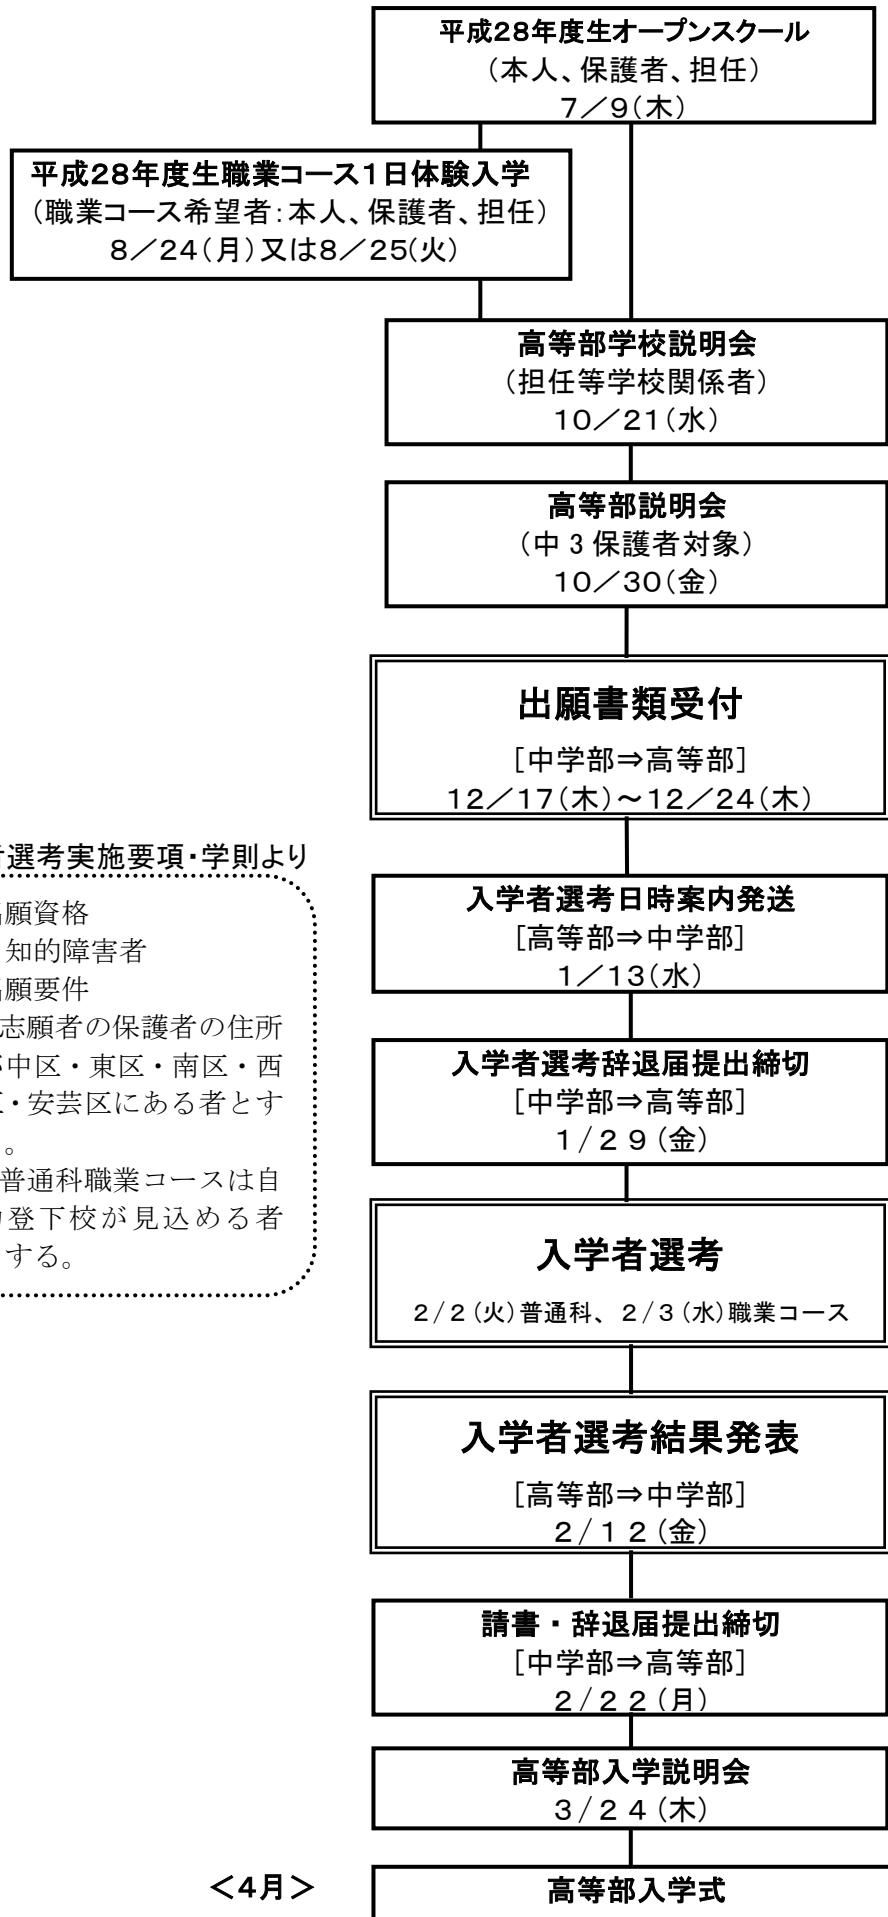 平成28年度生オープンスクール
(本人、保護者、担任)
7/9(木)
平成28年度生職業コース1日体験入学
(職業コース希望者:本人、保護者、担任)
8/24(月)又は8/25(火)
高等部学校説明会
(担任等学校関係者)
10/21(水)
高等部説明会
(中3保護者対象)
10/30(金)
出願書類受付
[中学部⇒高等部]
12/17(木)~12/24(木)
選考実施要項・学則より
願資格
知的障害者
願要件
志願者の保護者の住所
中区・東区・南区・西
・安芸区にある者とす
。
普通科職業コースは自
登下校が見込める者
する。
入学者選考日時案内発送
[高等部⇒中学部]
1/13(水)
入学者選考辞退届提出締切
[中学部⇒高等部]
1/29(金)
入学者選考
2/2(火)普通科、2/3(水)職業コース
入学者選考結果発表
[高等部⇒中学部]
2/12(金)
請書・辞退届提出締切
[中学部⇒高等部]
2/22(月)
高等部入学説明会
3/24(木)
<4月>
高等部入学式